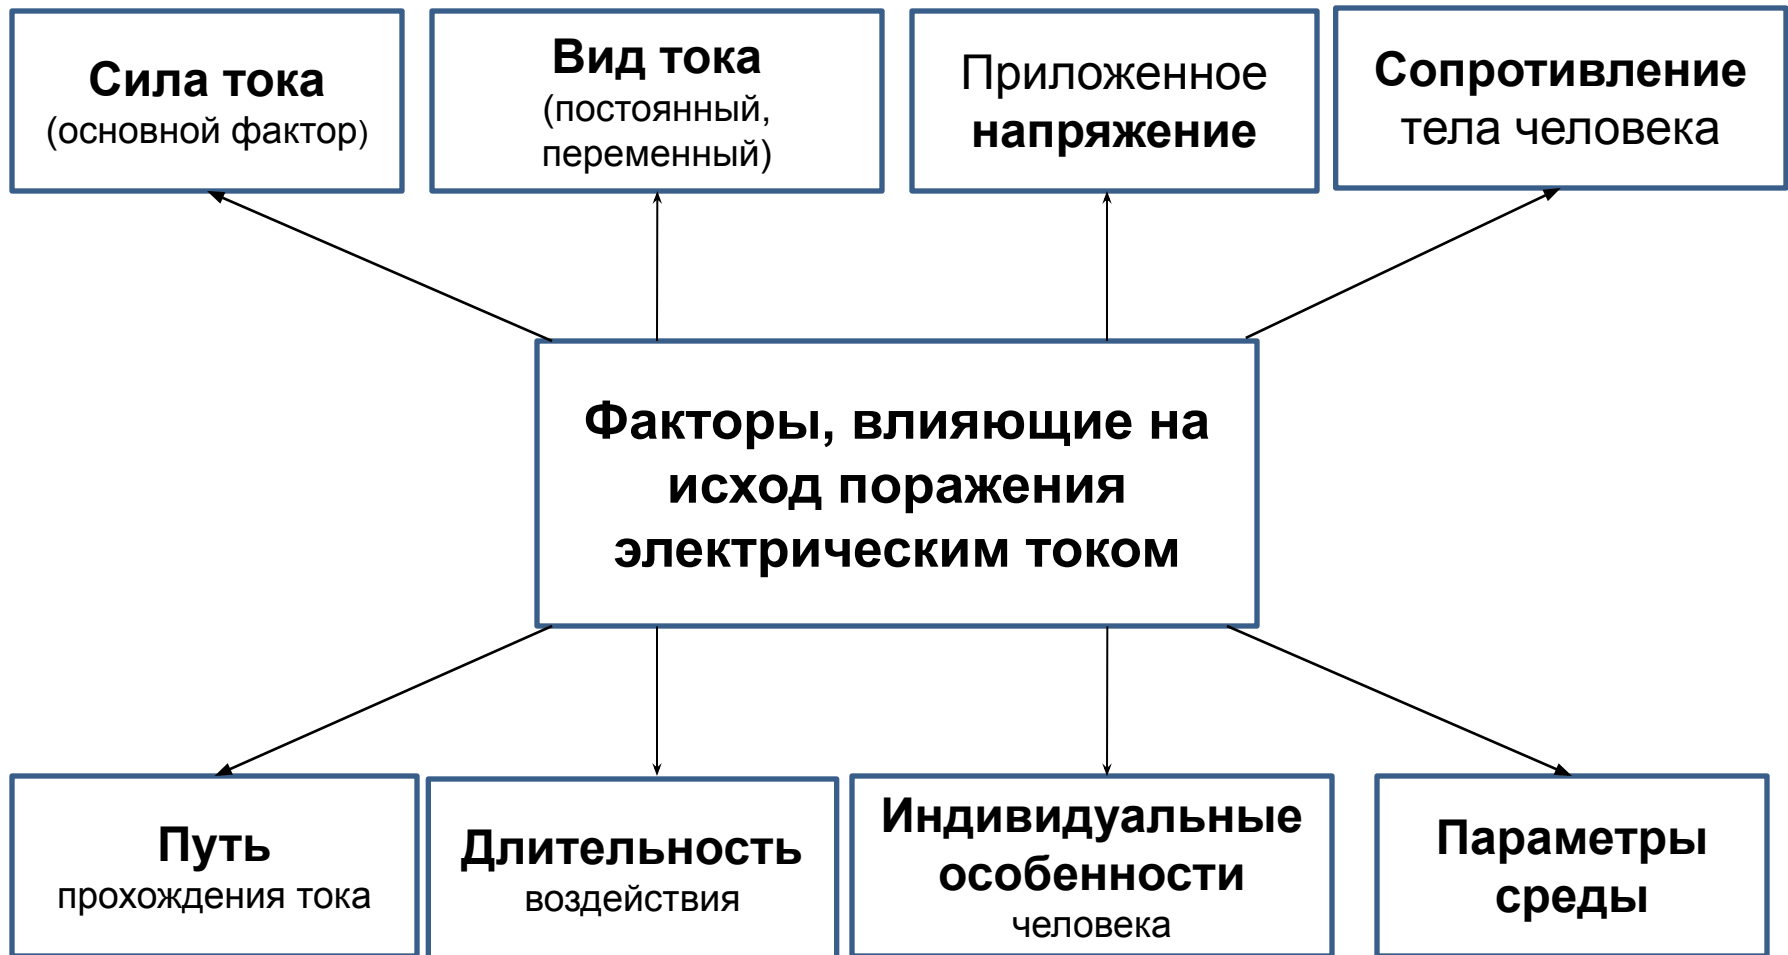 Сила тока
(основной фактор)
Вид тока
(постоянный,
переменный)
Приложенное
напряжение
Сопротивление
тела человека
Факторы, влияющие на
исход поражения
электрическим током
Путь
прохождения тока
Длительность
воздействия
Индивидуальные
особенности
человека
Параметры
среды